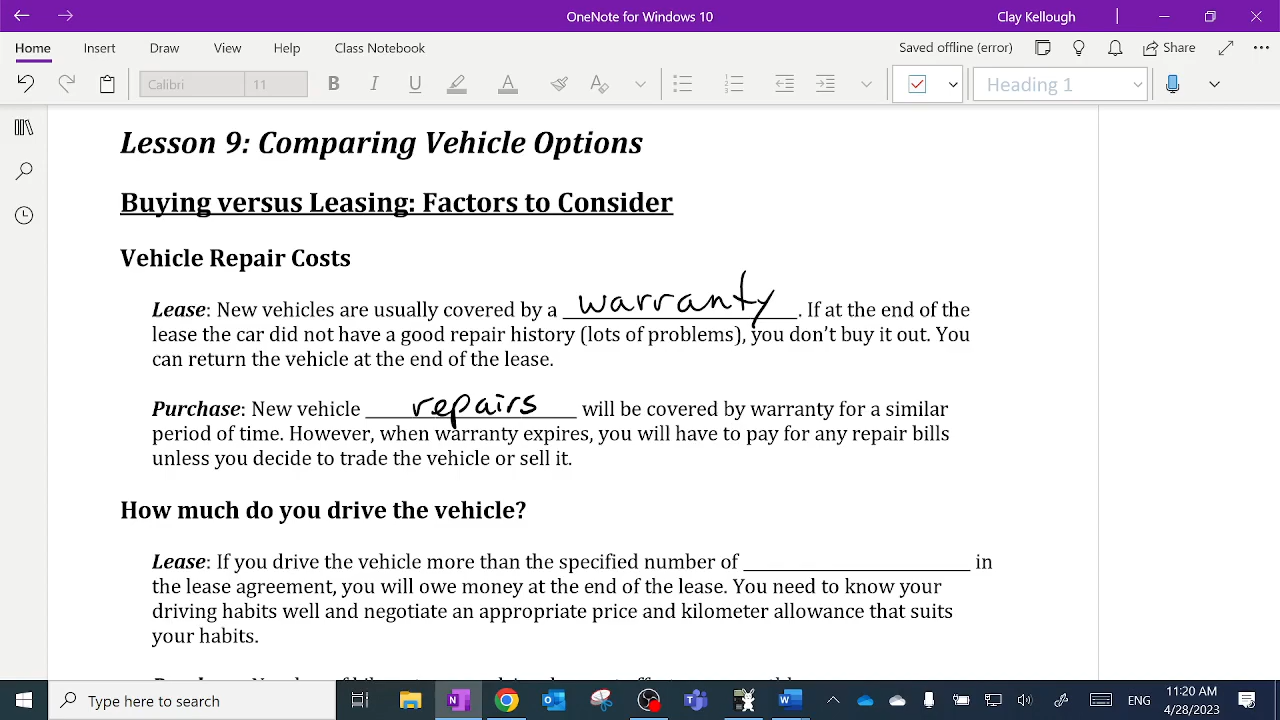 OneNote for Windows 10
Clay Kellough
Home Insert Draw View Help Class Notebook
Saved offline (error)
Share
Calibri 11 B I U A Heading 1
Lesson 9: Comparing Vehicle Options
Buying versus Leasing: Factors to Consider
Vehicle Repair Costs
Lease: New vehicles are usually covered by a warranty. If at the end of the
lease the car did not have a good repair history (lots of problems), you don't buy it out. You
can return the vehicle at the end of the lease.
Purchase: New vehicle repairs will be covered by warranty for a similar
period of time. However, when warranty expires, you will have to pay for any repair bills
unless you decide to trade the vehicle or sell it.
How much do you drive the vehicle?
Lease: If you drive the vehicle more than the specified number of ______________________ in
the lease agreement, you will owe money at the end of the lease. You need to know your
driving habits well and negotiate an appropriate price and kilometer allowance that suits
your habits.
Type here to search
ENG
11:20 AM
4/28/2023